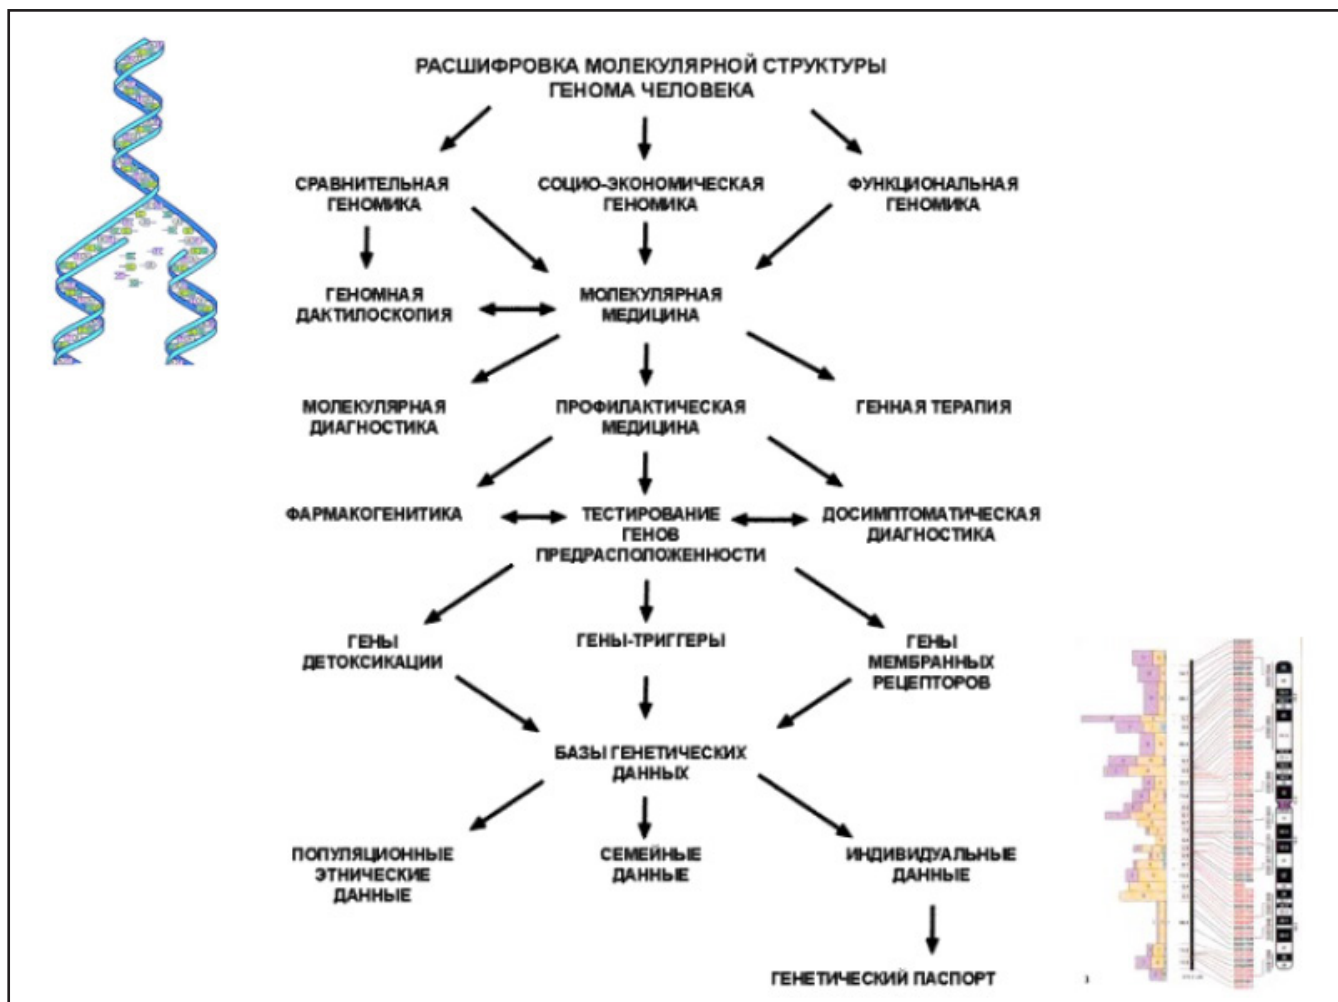 РАСШИФРОВКА МОЛЕКУЛЯРНОЙ СТРУКТУРЫ
ГЕНОМА ЧЕЛОВЕКА
СРАВНИТЕЛЬНАЯ
ГЕНОМИКА
СОЦИО-ЭКОНОМИЧЕСКАЯ
ГЕНОМИКА
ФУНКЦИОНАЛЬНАЯ
ГЕНОМИКА
ГЕНОМНАЯ
ДАКТИЛОСКОПИЯ
МОЛЕКУЛЯРНАЯ
МЕДИЦИНА
МОЛЕКУЛЯРНАЯ
ДИАГНОСТИКА
ПРОФИЛАКТИЧЕСКАЯ
МЕДИЦИНА
ГЕННАЯ ТЕРАПИЯ
ФАРМАКОГЕНИТИКА
ТЕСТИРОВАНИЕ
ГЕНОВ
ПРЕДРАСПОЛОЖЕННОСТИ
ДОСИМПТОМАТИЧЕСКАЯ
ДИАГНОСТИКА
ГЕНЫ
ДЕТОКСИКАЦИИ
ГЕНЫ-ТРИГГЕРЫ
ГЕНЫ
МЕМБРАННЫХ
РЕЦЕПТОРОВ
БАЗЫ ГЕНЕТИЧЕСКИХ
ДАННЫХ
ПОПУЛЯЦИОННЫЕ
ЭТНИЧЕСКИЕ
ДАННЫЕ
СЕМЕЙНЫЕ
ДАННЫЕ
ИНДИВИДУАЛЬНЫЕ
ДАННЫЕ
ГЕНЕТИЧЕСКИЙ ПАСПОРТ